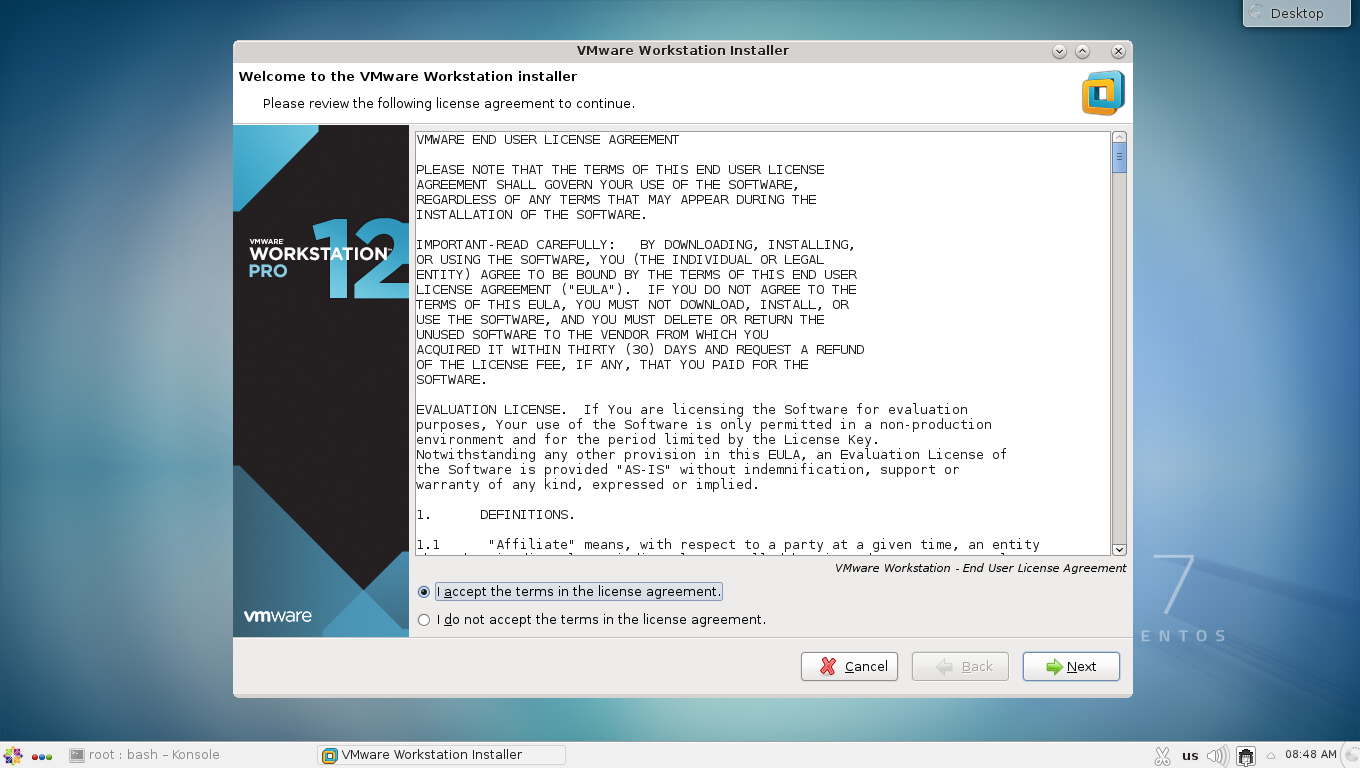 Desktop
VMware Workstation Installer
Welcome to the VMware Workstation installer
Please review the following license agreement to continue.
VMWARE
WORKSTATION™
PRO
12
VMWARE END USER LICENSE AGREEMENT
PLEASE NOTE THAT THE TERMS OF THIS END USER LICENSE
AGREEMENT SHALL GOVERN YOUR USE OF THE SOFTWARE,
REGARDLESS OF ANY TERMS THAT MAY APPEAR DURING THE
INSTALLATION OF THE SOFTWARE.
IMPORTANT-READ CAREFULLY:   BY DOWNLOADING, INSTALLING,
OR USING THE SOFTWARE, YOU (THE INDIVIDUAL OR LEGAL
ENTITY) AGREE TO BE BOUND BY THE TERMS OF THIS END USER
LICENSE AGREEMENT ("EULA").  IF YOU DO NOT AGREE TO THE
TERMS OF THIS EULA, YOU MUST NOT DOWNLOAD, INSTALL, OR
USE THE SOFTWARE, AND YOU MUST DELETE OR RETURN THE
UNUSED SOFTWARE TO THE VENDOR FROM WHICH YOU
ACQUIRED IT WITHIN THIRTY (30) DAYS AND REQUEST A REFUND
OF THE LICENSE FEE, IF ANY, THAT YOU PAID FOR THE
SOFTWARE.
EVALUATION LICENSE.  If You are licensing the Software for evaluation
purposes, Your use of the Software is only permitted in a non-production
environment and for the period limited by the License Key.
Notwithstanding any other provision in this EULA, an Evaluation License of
the Software is provided "AS-IS" without indemnification, support or
warranty of any kind, expressed or implied.
1.      DEFINITIONS.
1.1      "Affiliate" means, with respect to a party at a given time, an entity
VMware Workstation - End User License Agreement
I accept the terms in the license agreement.
I do not accept the terms in the license agreement.
vmware
7
ENTOS
Cancel
Back
Next
root : bash – Konsole
VMware Workstation Installer
us
08:48 AM